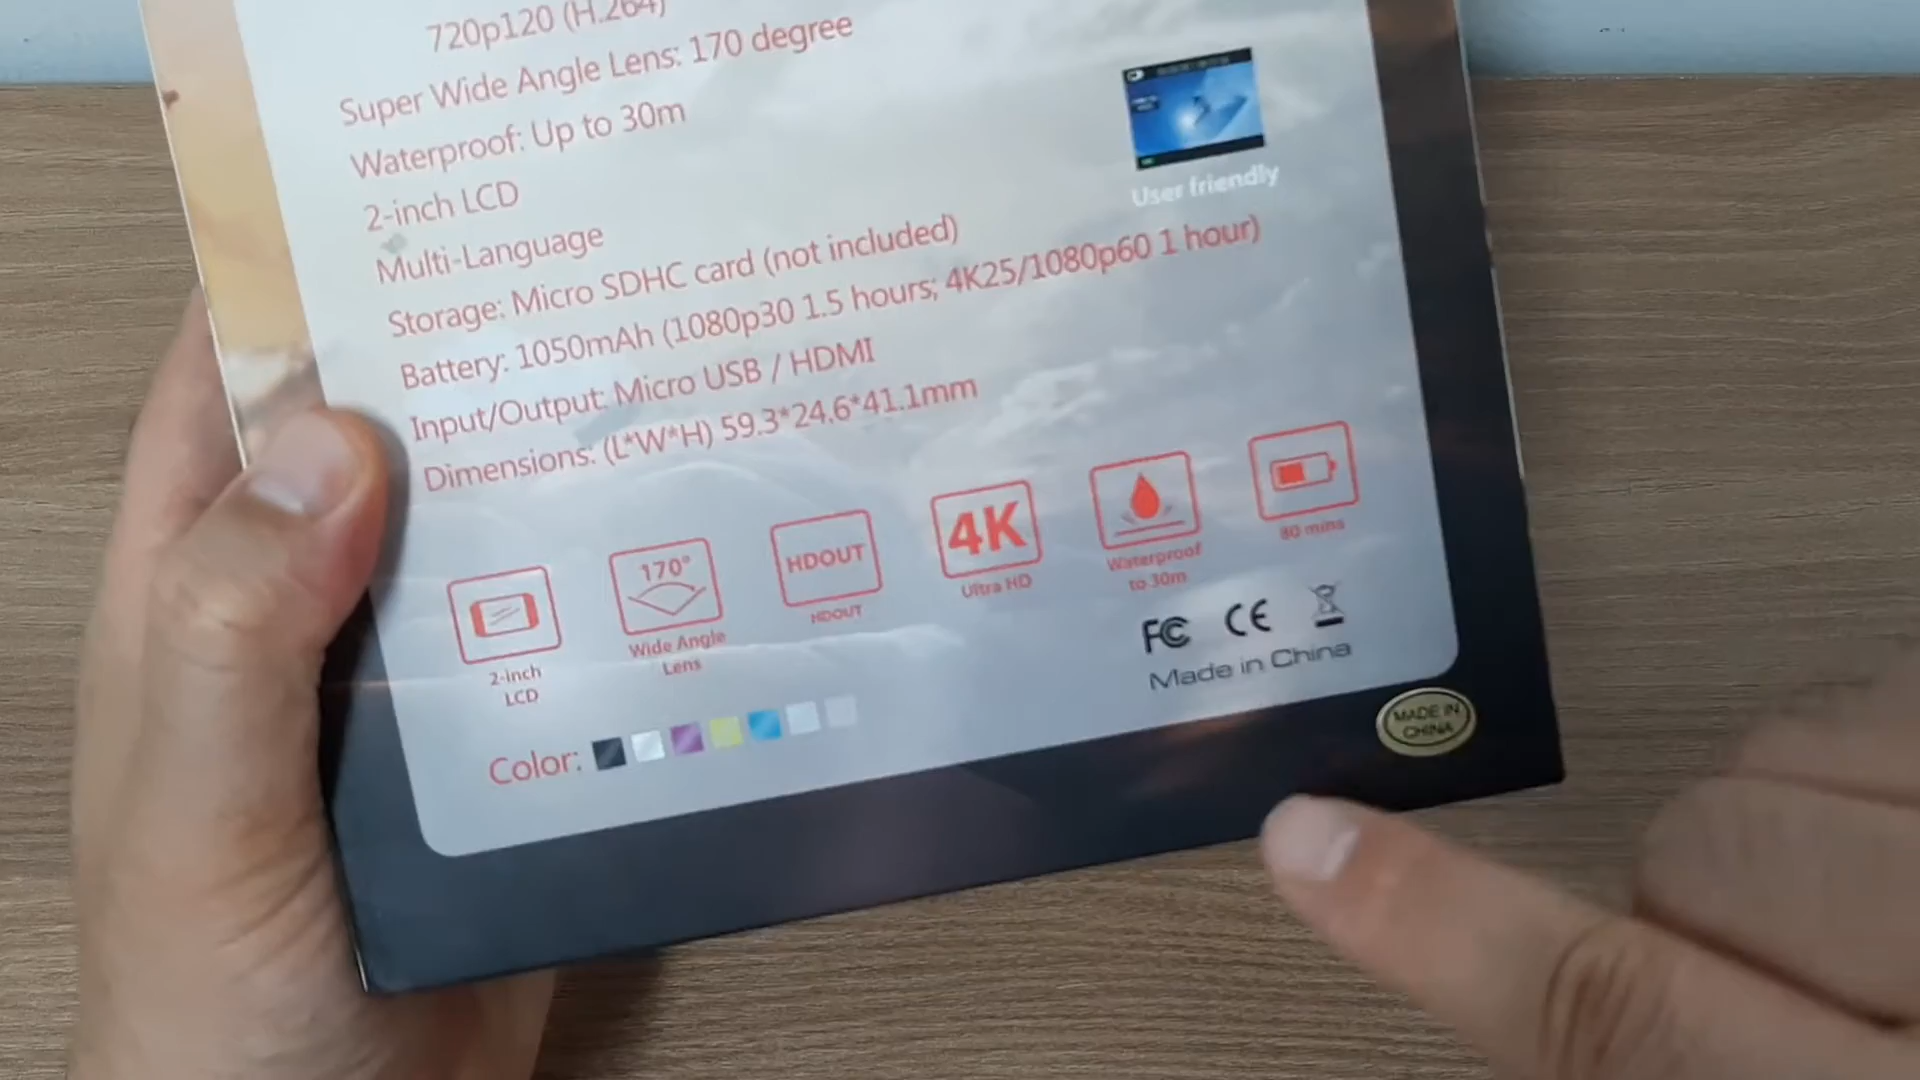 720p120 (H.264)
Super Wide Angle Lens: 170 degree
Waterproof: Up to 30m
2-inch LCD
Multi-Language
Storage: Micro SDHC card (not included)
Battery: 1050mAh (1080p30 1.5 hours; 4K25/1080p60 1 hour)
Input/Output: Micro USB / HDMI
Dimensions: (L*W*H) 59.3*24.6*41.1mm
User friendly
2-inch
LCD
170°
Wide Angle
Lens
HDOUT
HDOUT
4K
Ultra HD
Waterproof
to 30m
80 mins
FC CE
Made in China
Color:
MADE IN
CHINA